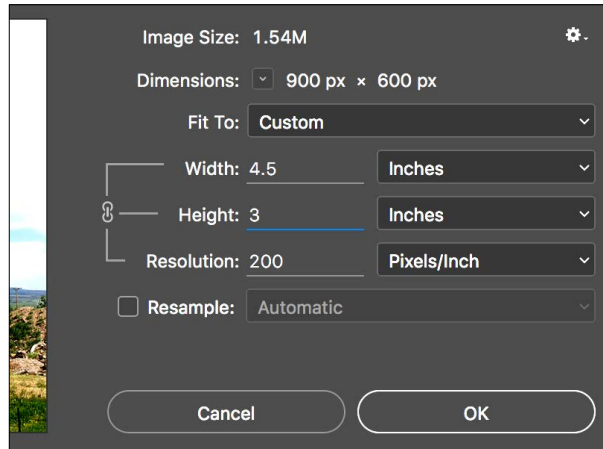 Image Size: 1.54M
Dimensions: 900 px × 600 px
Fit To: Custom
Width: 4.5 Inches
Height: 3 Inches
Resolution: 200 Pixels/Inch
Resample: Automatic
Cancel OK